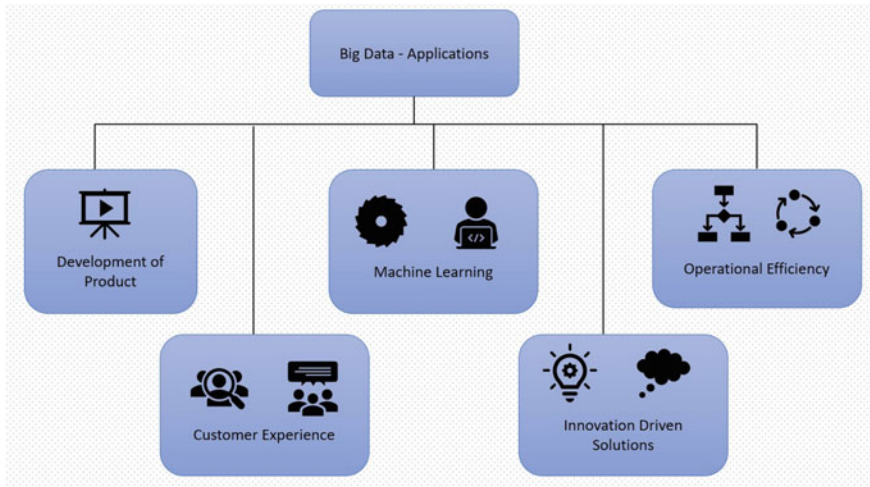 Big Data - Applications
Development of
Product
Machine Learning
</>
Operational Efficiency
Customer Experience
Innovation Driven
Solutions